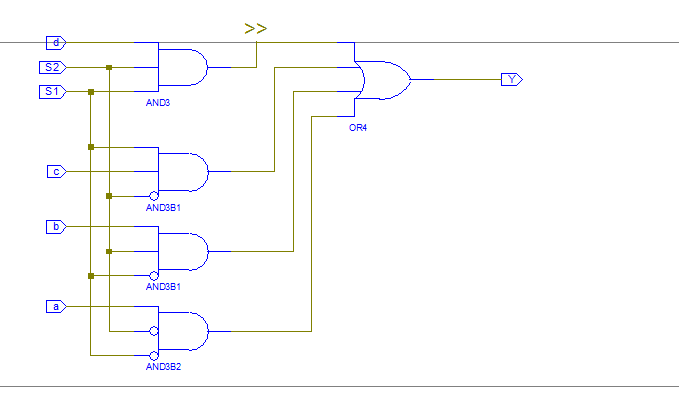 >>
d
S2
S1
AND3
Y
OR4
c
AND3B1
b
AND3B1
a
AND3B2